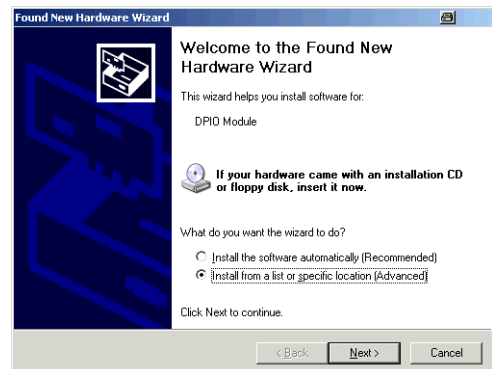 Found New Hardware Wizard
Welcome to the Found New
Hardware Wizard
This wizard helps you install software for:
DPIO Module
If your hardware came with an installation CD
or floppy disk, insert it now.
What do you want the wizard to do?
Install the software automatically (Recommended)
Install from a list or specific location (Advanced)
Click Next to continue.
< Back Next > Cancel